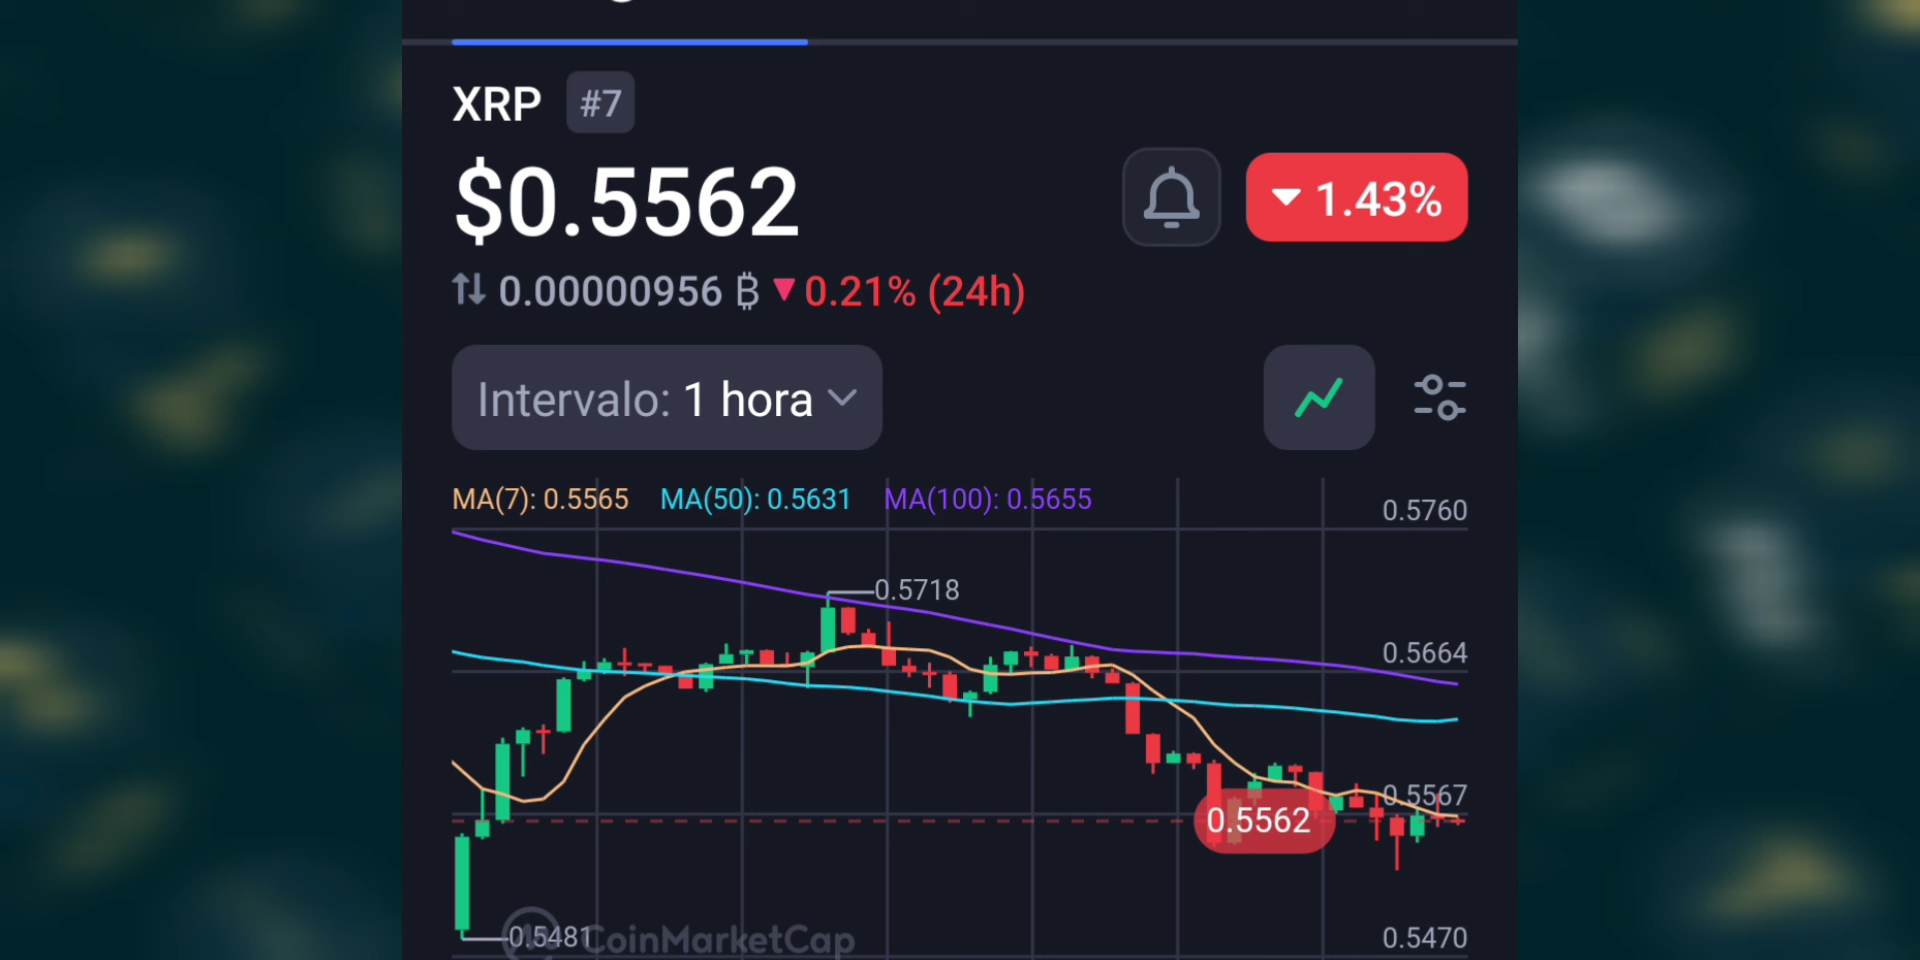 XRP #7
$0.5562
1.43%
0.00000956 ₿ 0.21% (24h)
Intervalo: 1 hora
MA(7): 0.5565 MA(50): 0.5631 MA(100): 0.5655
0.5760
0.5718
0.5664
0.5567
0.5562
0.5481 CoinMarketCap
0.5470